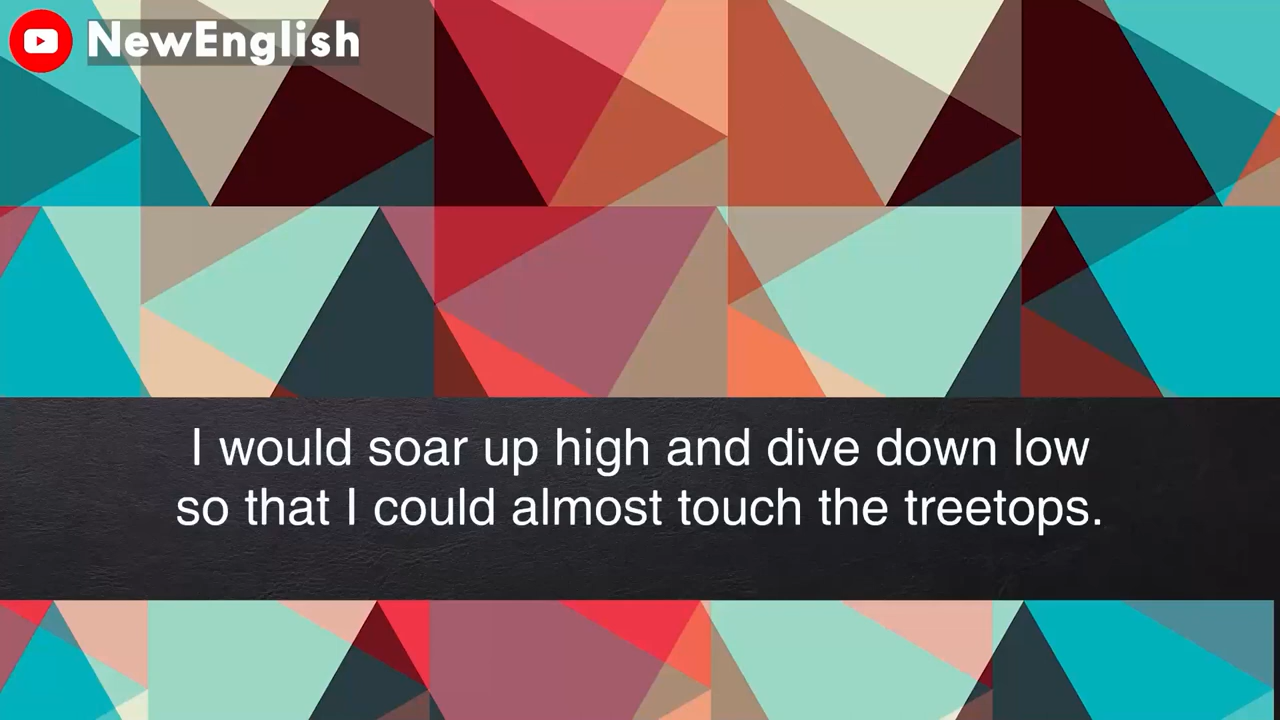 NewEnglish
I would soar up high and dive down low
so that I could almost touch the treetops.